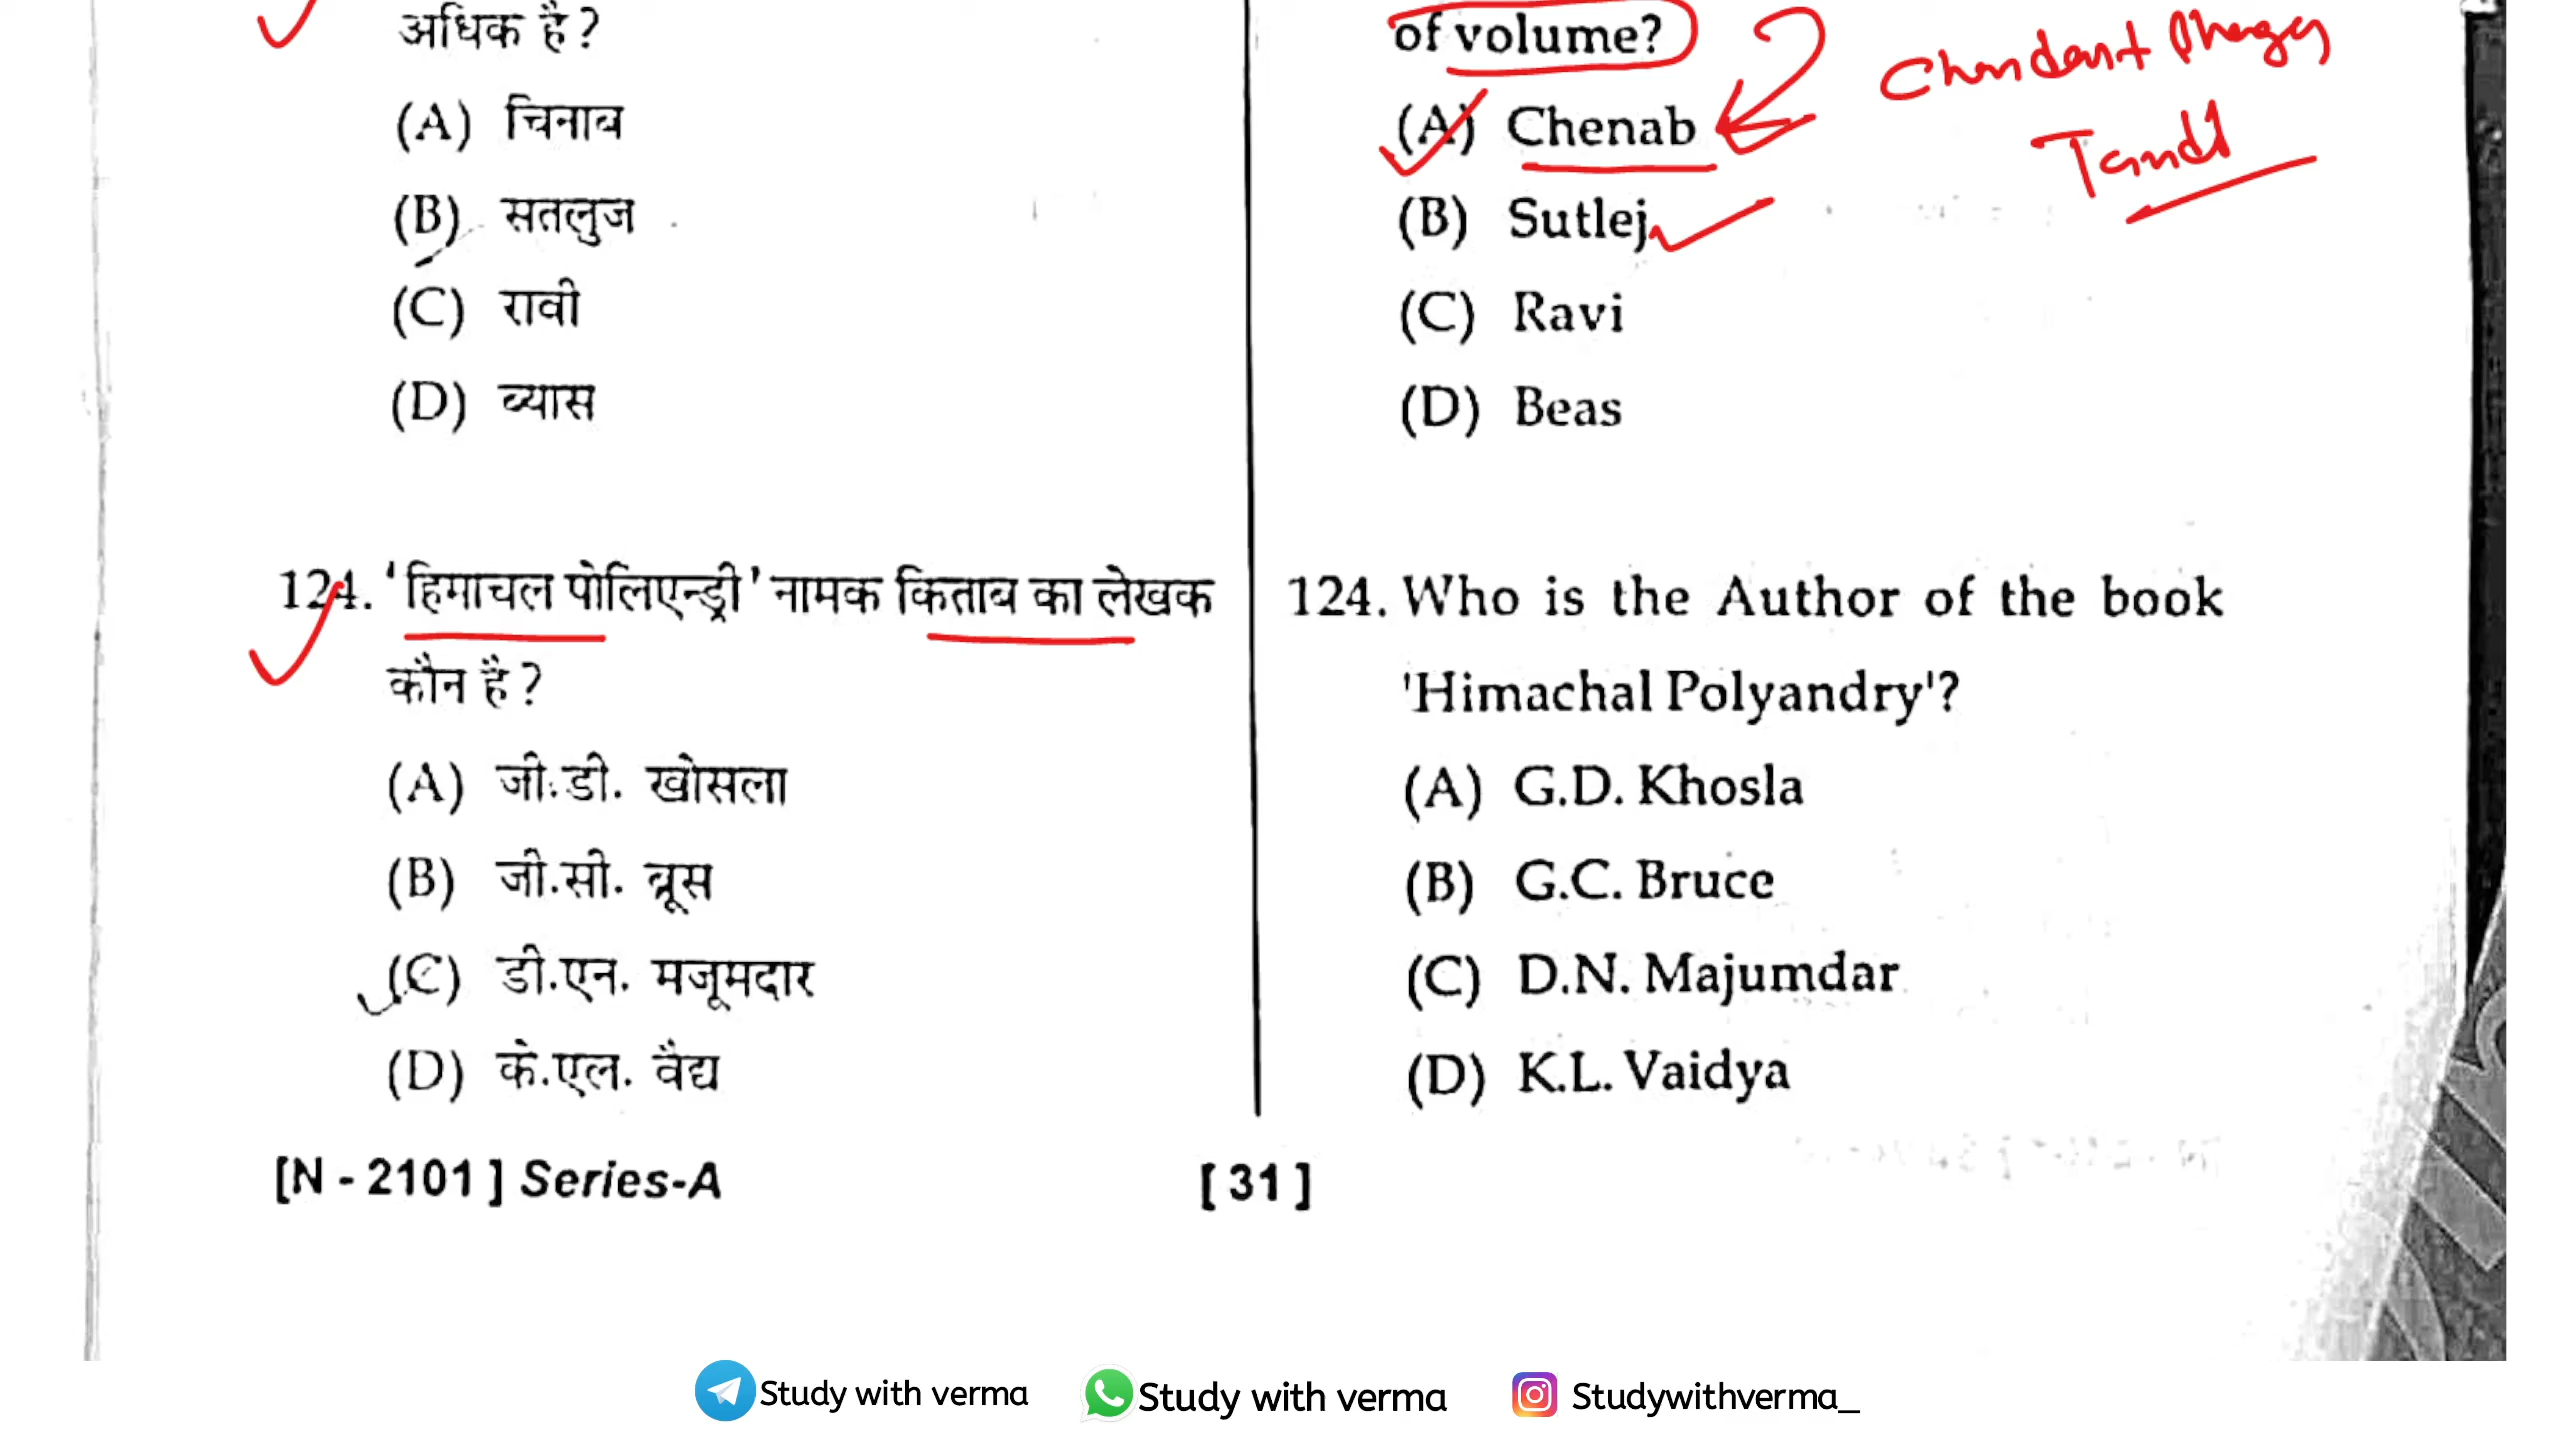 अधिक है?
(A) चिनाब
(B) सतलुज
(C) रावी
(D) ब्यास
124. 'हिमाचल पोलिएन्ड्री' नामक किताब का लेखक
कौन है?
(A) जी.डी. खोसला
(B) जी.सी. ब्रूस
(C) डी.एन. मजूमदार
(D) के.एल. वैद्य
of volume?
(A) Chenab
(B) Sutlej
(C) Ravi
(D) Beas
124. Who is the Author of the book
'Himachal Polyandry'?
(A) G.D. Khosla
(B) G.C. Bruce
(C) D.N. Majumdar
(D) K.L. Vaidya
[N - 2101 ] Series-A
[ 31 ]
Study with verma
Study with verma
Studywithverma_